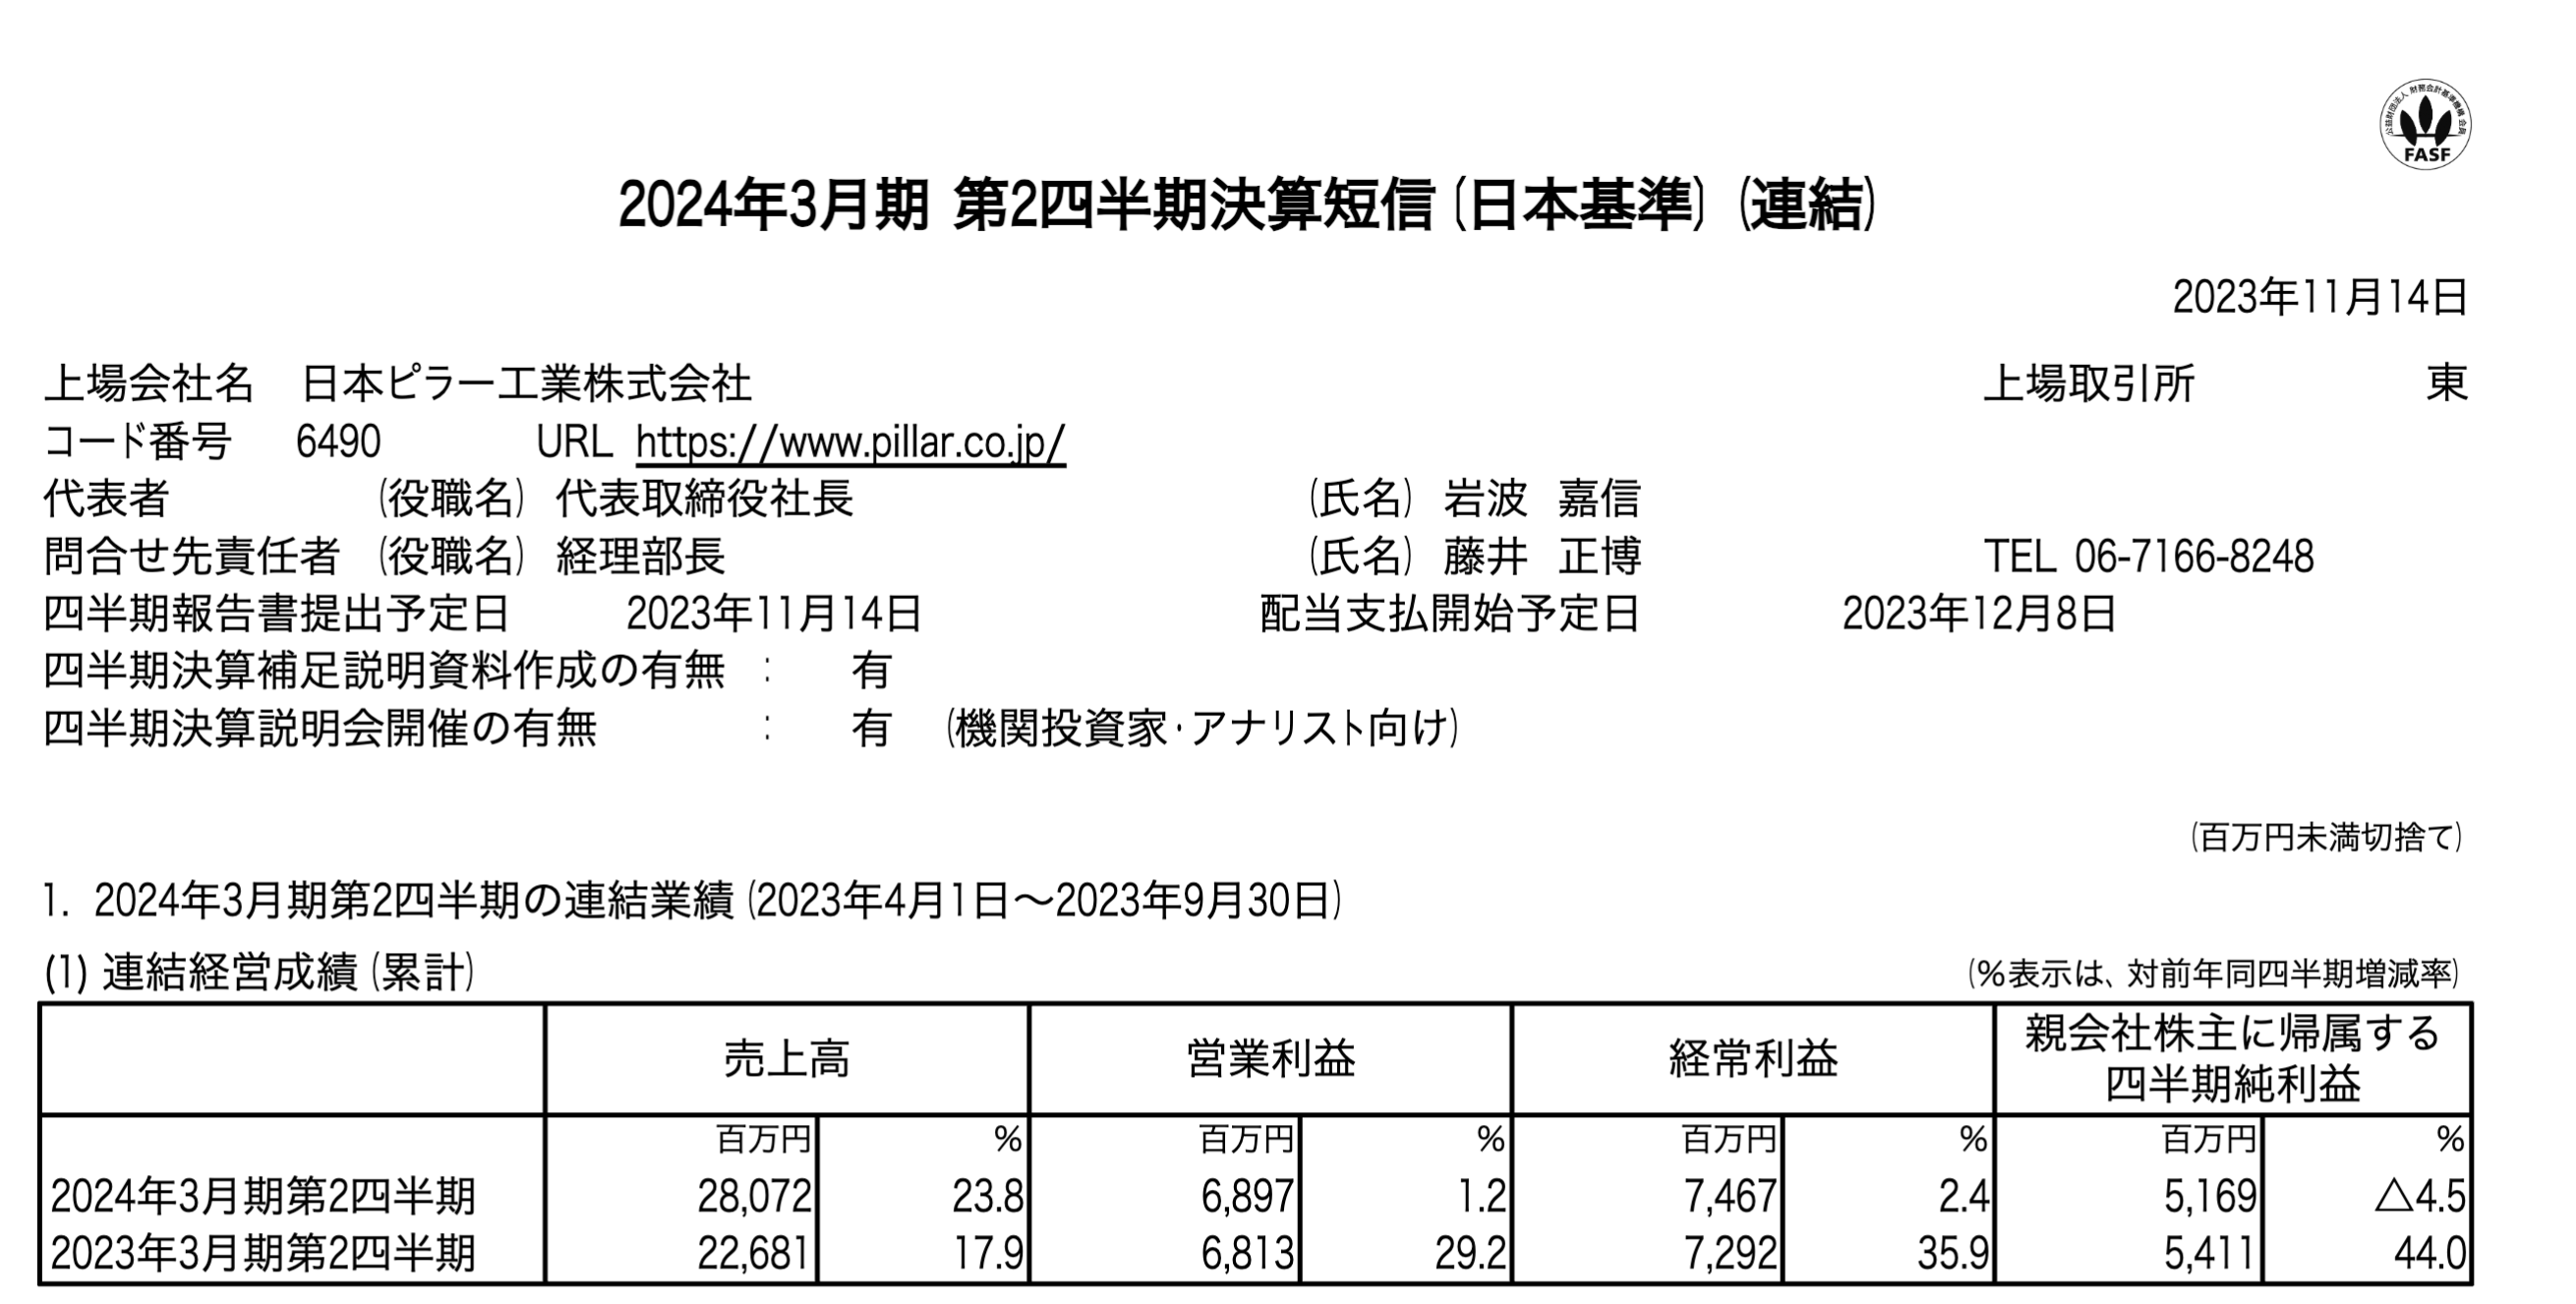 公益財団法人 財務会計基準機構 会員
FASF
2024年3月期 第2四半期決算短信〔日本基準〕(連結)
2023年11月14日
上場会社名 日本ピラー工業株式会社 上場取引所 東
コード番号 6490 URL https://www.pillar.co.jp/
代表者 (役職名) 代表取締役社長 (氏名) 岩波 嘉信
問合せ先責任者 (役職名) 経理部長 (氏名) 藤井 正博 TEL 06-7166-8248
四半期報告書提出予定日 2023年11月14日 配当支払開始予定日 2023年12月8日
四半期決算補足説明資料作成の有無 : 有
四半期決算説明会開催の有無 : 有 (機関投資家・アナリスト向け)
(百万円未満切捨て)
1. 2024年3月期第2四半期の連結業績(2023年4月1日～2023年9月30日)
(1) 連結経営成績(累計) (%表示は、対前年同四半期増減率)
売上高 営業利益 経常利益 親会社株主に帰属する
四半期純利益
百万円 % 百万円 % 百万円 % 百万円 %
2024年3月期第2四半期 28,072 23.8 6,897 1.2 7,467 2.4 5,169 △4.5
2023年3月期第2四半期 22,681 17.9 6,813 29.2 7,292 35.9 5,411 44.0